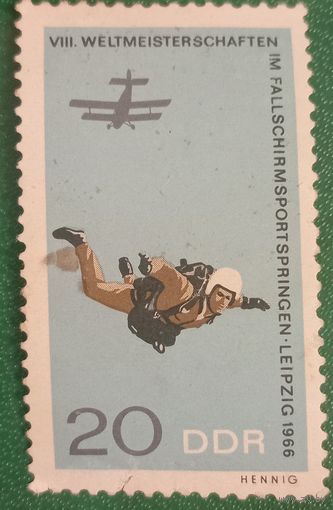 VIII. WELTMEISTERSCHAFTEN
IM FALLSCHIRMSPORTSPRINGEN · LEIPZIG 1966
20 DDR
HENNIG